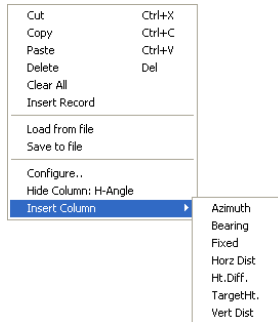 Cut Ctrl+X
Copy Ctrl+C
Paste Ctrl+V
Delete Del
Clear All
Insert Record
Load from file
Save to file
Configure..
Hide Column: H-Angle
Insert Column
Azimuth
Bearing
Fixed
Horz Dist
Ht.Diff.
TargetHt.
Vert Dist